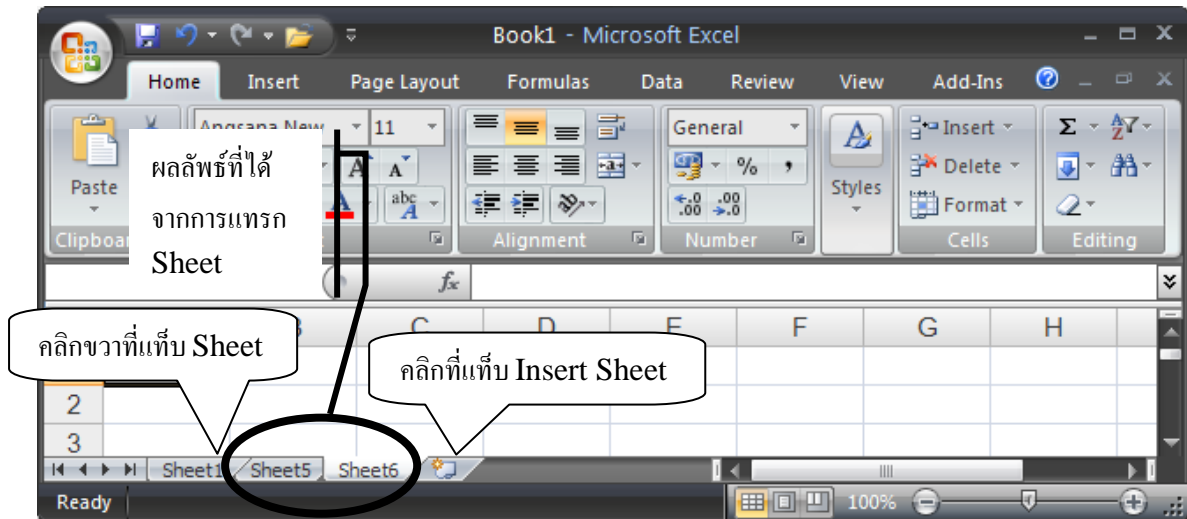 Book1 - Microsoft Excel
Home Insert Page Layout Formulas Data Review View Add-Ins
11 General Insert
Paste % , Styles Delete
abc .00 .0 Format
Alignment Number Cells Editing
ผลลัพธ์ที่ได้
จากการแทรก
Sheet
fx
C D E F G H
คลิกขวาที่แท็บ Sheet
คลิกที่แท็บ Insert Sheet
2
3
Sheet1 Sheet5 Sheet6
Ready 100%